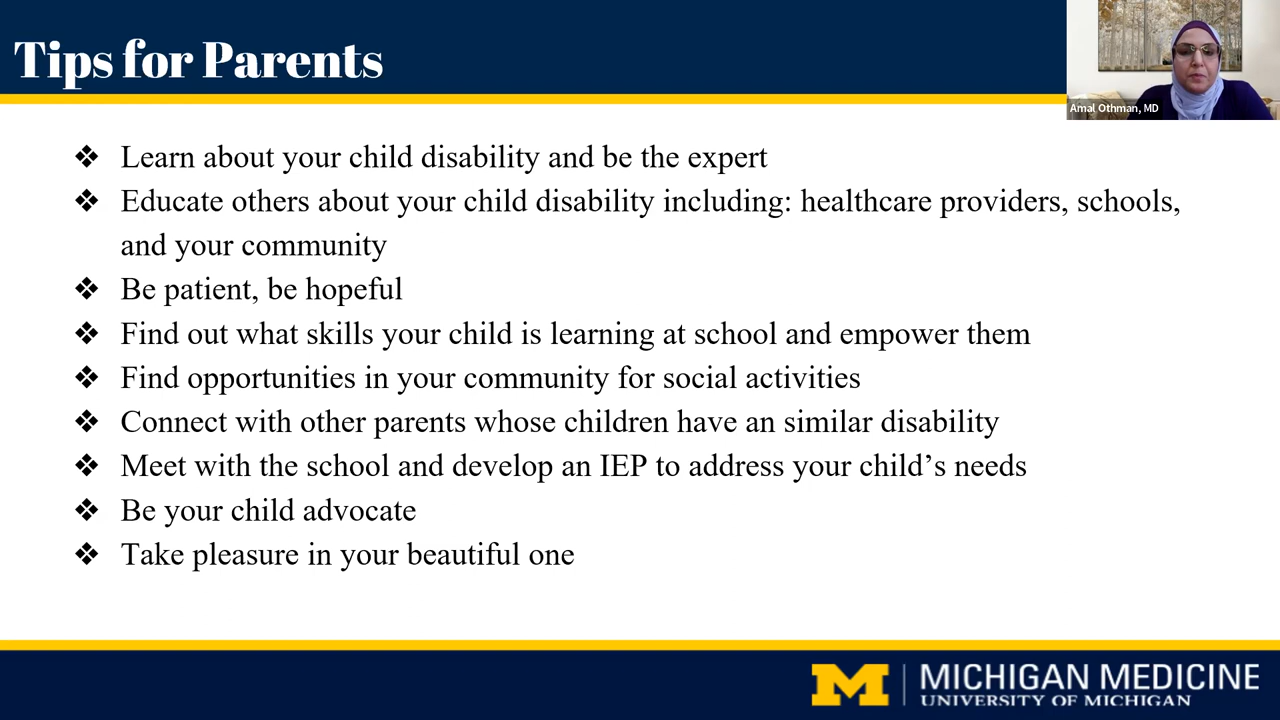 Tips for Parents
Amal Othman, MD
❖ Learn about your child disability and be the expert
❖ Educate others about your child disability including: healthcare providers, schools,
and your community
❖ Be patient, be hopeful
❖ Find out what skills your child is learning at school and empower them
❖ Find opportunities in your community for social activities
❖ Connect with other parents whose children have an similar disability
❖ Meet with the school and develop an IEP to address your child’s needs
❖ Be your child advocate
❖ Take pleasure in your beautiful one
M
MICHIGAN MEDICINE
UNIVERSITY OF MICHIGAN